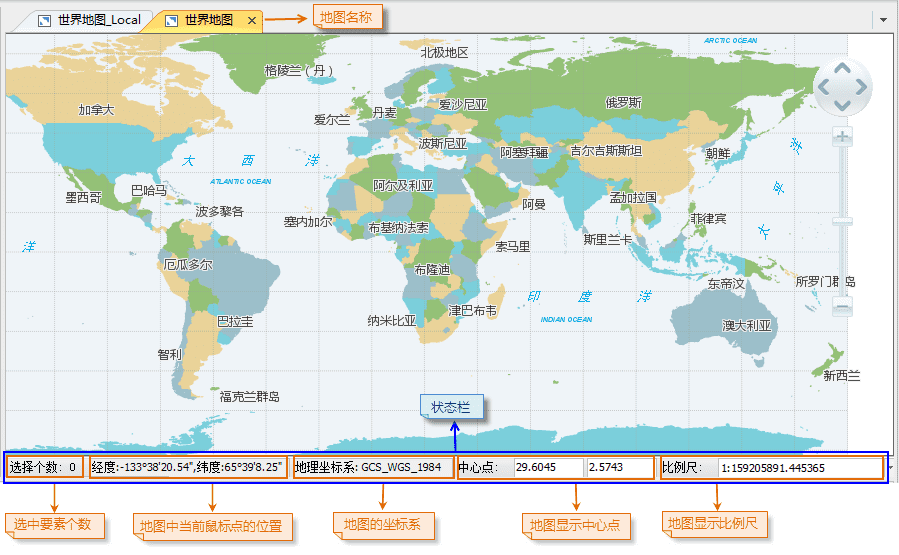 世界地图_Local
世界地图
地图名称
ARCTIC OCEAN
北极地区
格陵兰（丹）
加拿大
爱尔兰
丹麦
爱沙尼亚
俄罗斯
波斯尼亚
吉尔吉斯斯坦
朝鲜
大 西 洋
ATLANTIC OCEAN
太 平 洋
墨西哥
巴哈马
波多黎各
阿尔及利亚
阿曼
孟加拉国
塞内加尔
布基纳法索
菲律宾
索马里
斯里兰卡
洋
厄瓜多尔
布隆迪
东帝汶
所罗门群岛
印 度 洋
INDIAN OCEAN
巴拉圭
纳米比亚
津巴布韦
澳大利亚
智利
新西兰
福克兰群岛
状态栏
选择个数: 0
经度:-133°38'20.54",纬度:65°39'8.25"
地理坐标系: GCS_WGS_1984
中心点: 29.6045 2.5743
比例尺: 1:159205891.445365
选中要素个数
地图中当前鼠标点的位置
地图的坐标系
地图显示中心点
地图显示比例尺